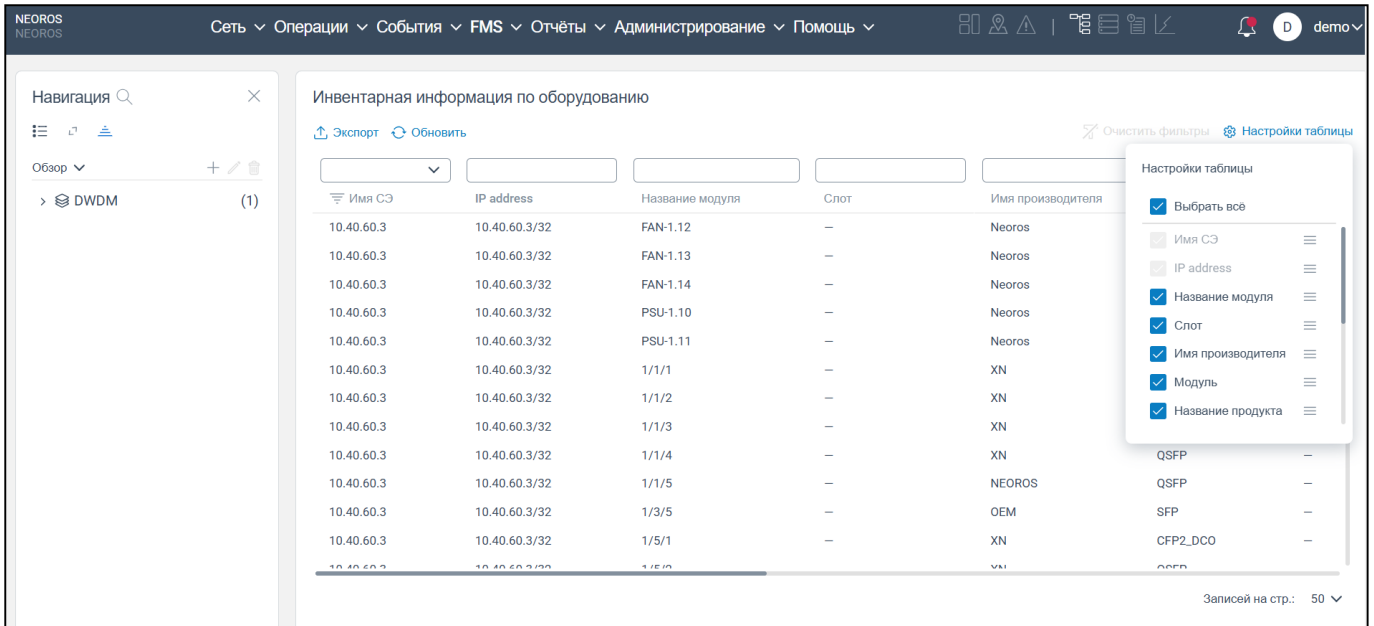 NEOROS
NEOROS
Сеть Операции События FMS Отчёты Администрирование Помощь
D demo
Навигация
Обзор
DWDM (1)
Инвентарная информация по оборудованию
Экспорт Обновить Очистить фильтры Настройки таблицы
Имя СЭ IP address Название модуля Слот Имя производителя
10.40.60.3 10.40.60.3/32 FAN-1.12 – Neoros
10.40.60.3 10.40.60.3/32 FAN-1.13 – Neoros
10.40.60.3 10.40.60.3/32 FAN-1.14 – Neoros
10.40.60.3 10.40.60.3/32 PSU-1.10 – Neoros
10.40.60.3 10.40.60.3/32 PSU-1.11 – Neoros
10.40.60.3 10.40.60.3/32 1/1/1 – XN
10.40.60.3 10.40.60.3/32 1/1/2 – XN
10.40.60.3 10.40.60.3/32 1/1/3 – XN
10.40.60.3 10.40.60.3/32 1/1/4 – XN QSFP –
10.40.60.3 10.40.60.3/32 1/1/5 – NEOROS QSFP –
10.40.60.3 10.40.60.3/32 1/3/5 – OEM SFP –
10.40.60.3 10.40.60.3/32 1/5/1 – XN CFP2_DCO –
Настройки таблицы
Выбрать всё
Имя СЭ
IP address
Название модуля
Слот
Имя производителя
Модуль
Название продукта
Записей на стр.: 50